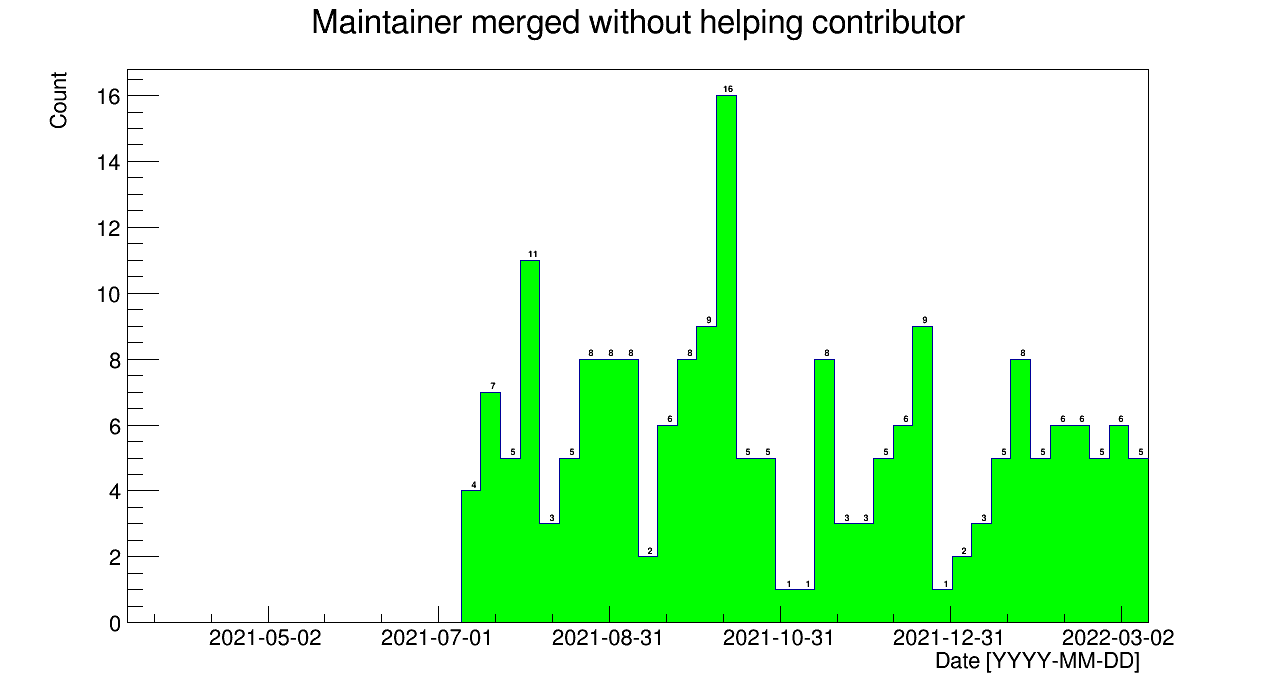 Maintainer merged without helping contributor
Count
16
14
12
10
8
6
4
2
0
4 7 5 11 3 5 8 8 8 2 6 8 9 16 5 5 1 1 8 3 3 5 6 9 1 2 3 5 8 5 6 6 5 6 5
2021-05-02 2021-07-01 2021-08-31 2021-10-31 2021-12-31 2022-03-02
Date [YYYY-MM-DD]